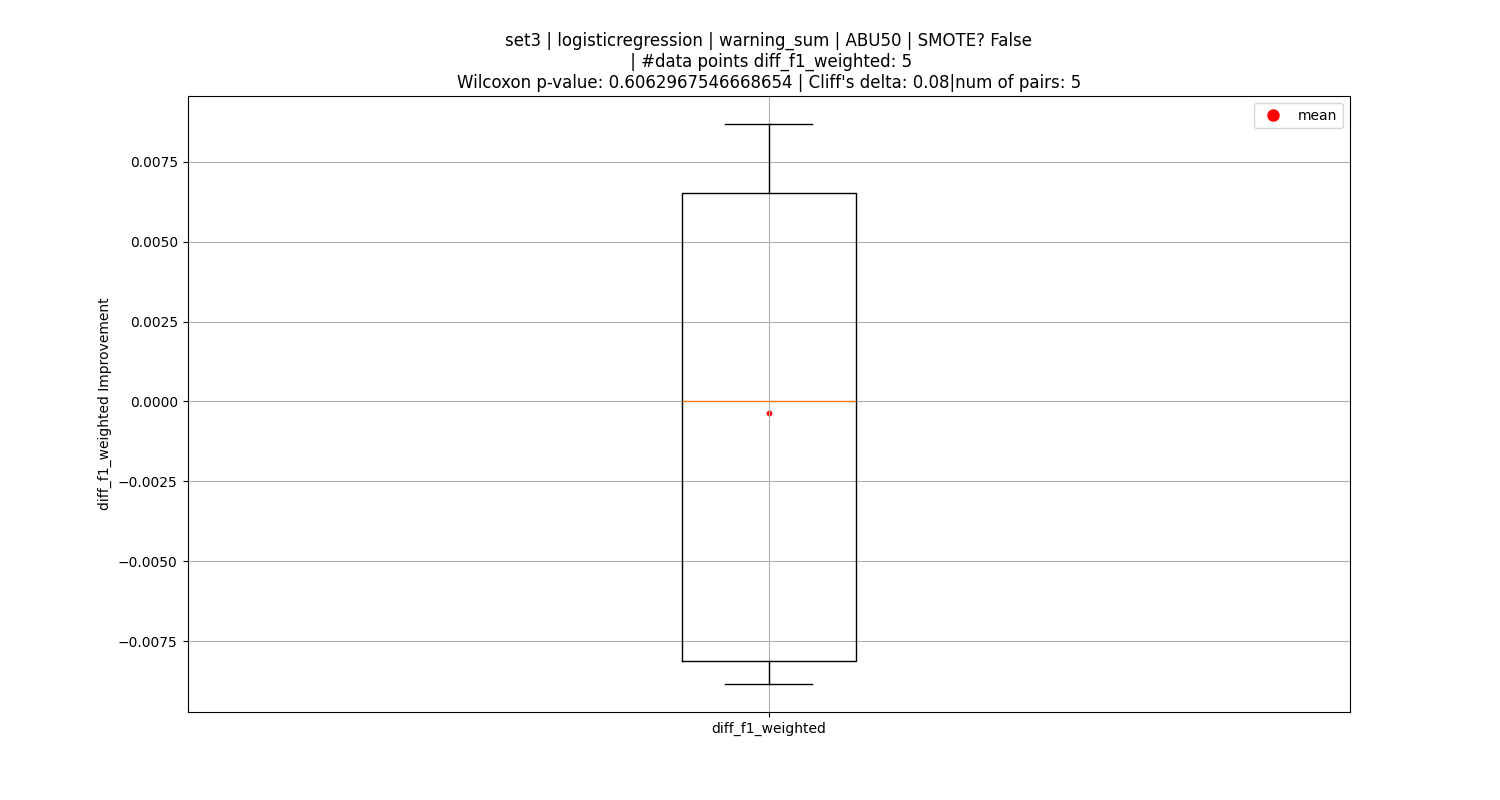 set3 | logisticregression | warning_sum | ABU50 | SMOTE? False
| #data points diff_f1_weighted: 5
Wilcoxon p-value: 0.6062967546668654 | Cliff's delta: 0.08|num of pairs: 5
mean
0.0075
0.0050
0.0025
0.0000
−0.0025
−0.0050
−0.0075
diff_f1_weighted Improvement
diff_f1_weighted